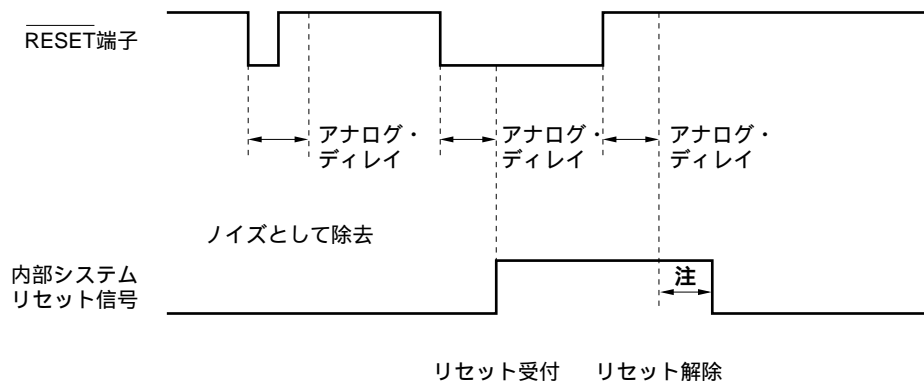 RESET端子
アナログ・
ディレイ
アナログ・
ディレイ
アナログ・
ディレイ
ノイズとして除去
内部システム
リセット信号
注
リセット受付
リセット解除